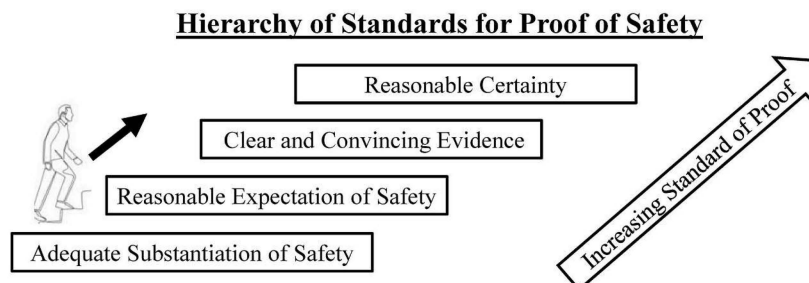 Hierarchy of Standards for Proof of Safety
Reasonable Certainty
Clear and Convincing Evidence
Reasonable Expectation of Safety
Adequate Substantiation of Safety
Increasing Standard of Proof